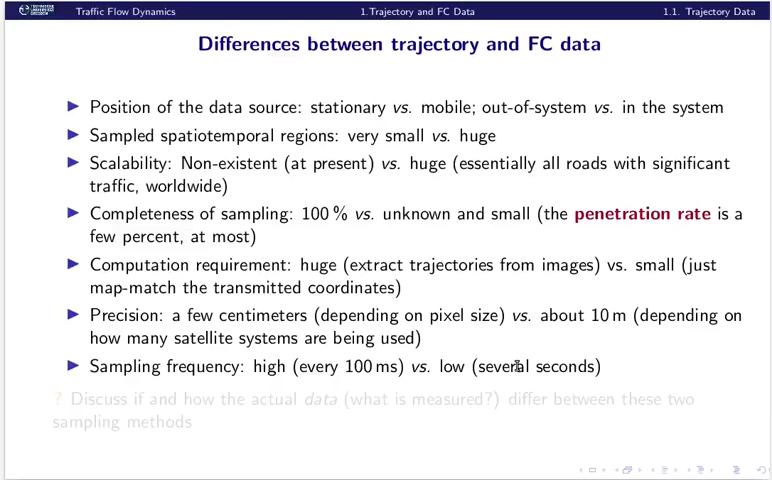 TECHNISCHE UNIVERSITÄT DRESDEN
Traffic Flow Dynamics 1.Trajectory and FC Data 1.1. Trajectory Data
Differences between trajectory and FC data
Position of the data source: stationary vs. mobile; out-of-system vs. in the system
Sampled spatiotemporal regions: very small vs. huge
Scalability: Non-existent (at present) vs. huge (essentially all roads with significant
traffic, worldwide)
Completeness of sampling: 100 % vs. unknown and small (the penetration rate is a
few percent, at most)
Computation requirement: huge (extract trajectories from images) vs. small (just
map-match the transmitted coordinates)
Precision: a few centimeters (depending on pixel size) vs. about 10 m (depending on
how many satellite systems are being used)
Sampling frequency: high (every 100 ms) vs. low (several seconds)
? Discuss if and how the actual data (what is measured?) differ between these two
sampling methods